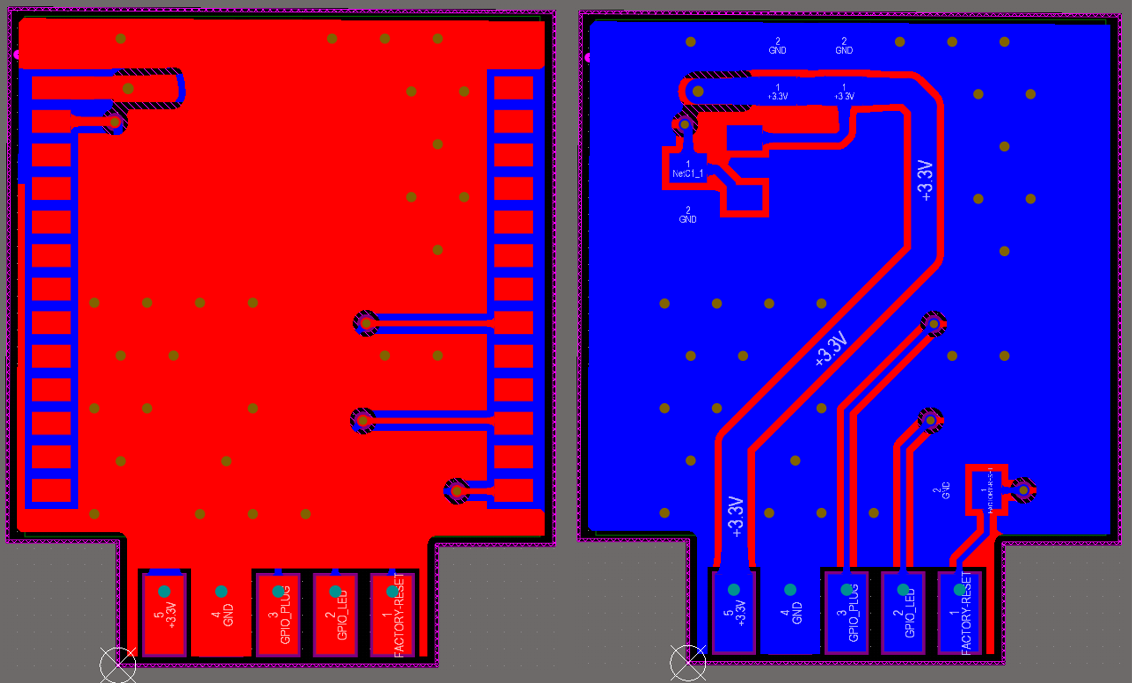 5
+3.3V
4
GND
3
GPIO_PLUG
2
GPIO_LED
1
FACTORY-RESET
2
GND
2
GND
1
+3.3V
1
+3.3V
1
NetC1_1
2
GND
+3.3V
+3.3V
+3.3V
2
GND
1
FACTORY-RESET
5
+3.3V
4
GND
3
GPIO_PLUG
2
GPIO_LED
1
FACTORY-RESET